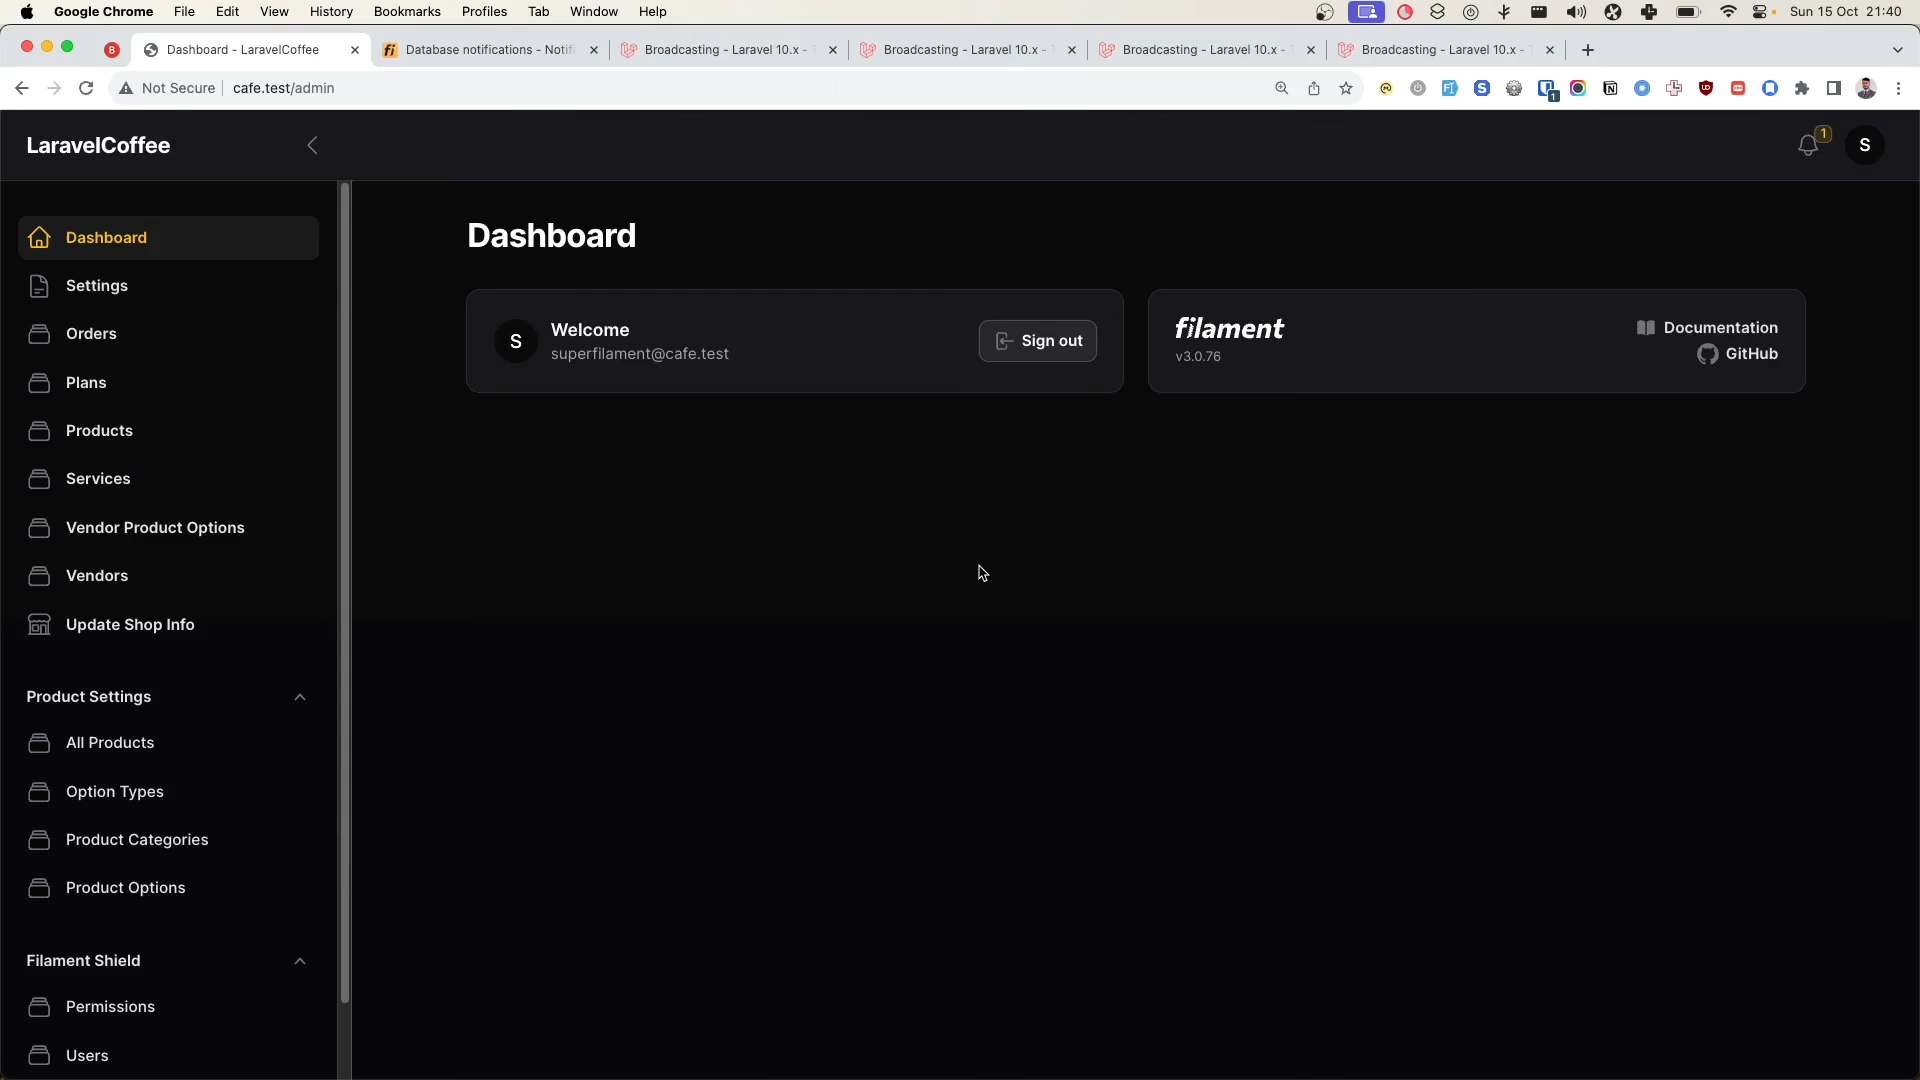 Google Chrome File Edit View History Bookmarks Profiles Tab Window Help Sun 15 Oct 21:40
Dashboard - LaravelCoffee Database notifications - Notifi Broadcasting - Laravel 10.x - Broadcasting - Laravel 10.x - Broadcasting - Laravel 10.x - Broadcasting - Laravel 10.x -
Not Secure cafe.test/admin
LaravelCoffee 1 S
Dashboard
Settings
Orders
Plans
Products
Services
Vendor Product Options
Vendors
Update Shop Info
Product Settings
All Products
Option Types
Product Categories
Product Options
Filament Shield
Permissions
Users
Dashboard
S
Welcome
superfilament@cafe.test
Sign out
filament
v3.0.76
Documentation
GitHub